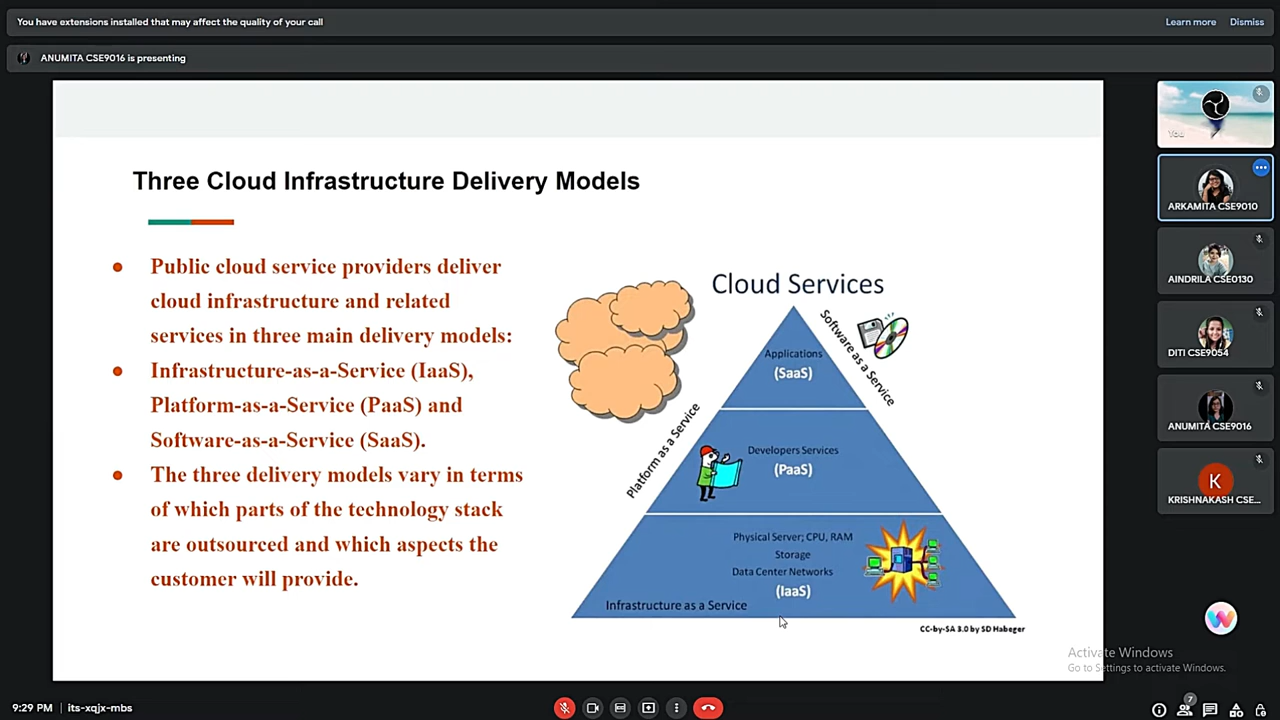 You have extensions installed that may affect the quality of your call
Learn more
Dismiss
ANUMITA CSE9016 is presenting
Three Cloud Infrastructure Delivery Models
Public cloud service providers deliver
cloud infrastructure and related
services in three main delivery models:
Infrastructure-as-a-Service (IaaS),
Platform-as-a-Service (PaaS) and
Software-as-a-Service (SaaS).
The three delivery models vary in terms
of which parts of the technology stack
are outsourced and which aspects the
customer will provide.
Cloud Services
Software as a Service
Applications
(SaaS)
Platform as a Service
Developers Services
(PaaS)
Physical Server; CPU, RAM
Storage
Data Center Networks
(IaaS)
Infrastructure as a Service
CC-by-SA 3.0 by SD Habeger
You
ARKAMITA CSE9010
AINDRILA CSE0130
DITI CSE9054
ANUMITA CSE9016
K
KRISHNAKASH CSE...
Activate Windows
Go to Settings to activate Windows.
9:29 PM
its-xqjx-mbs
7